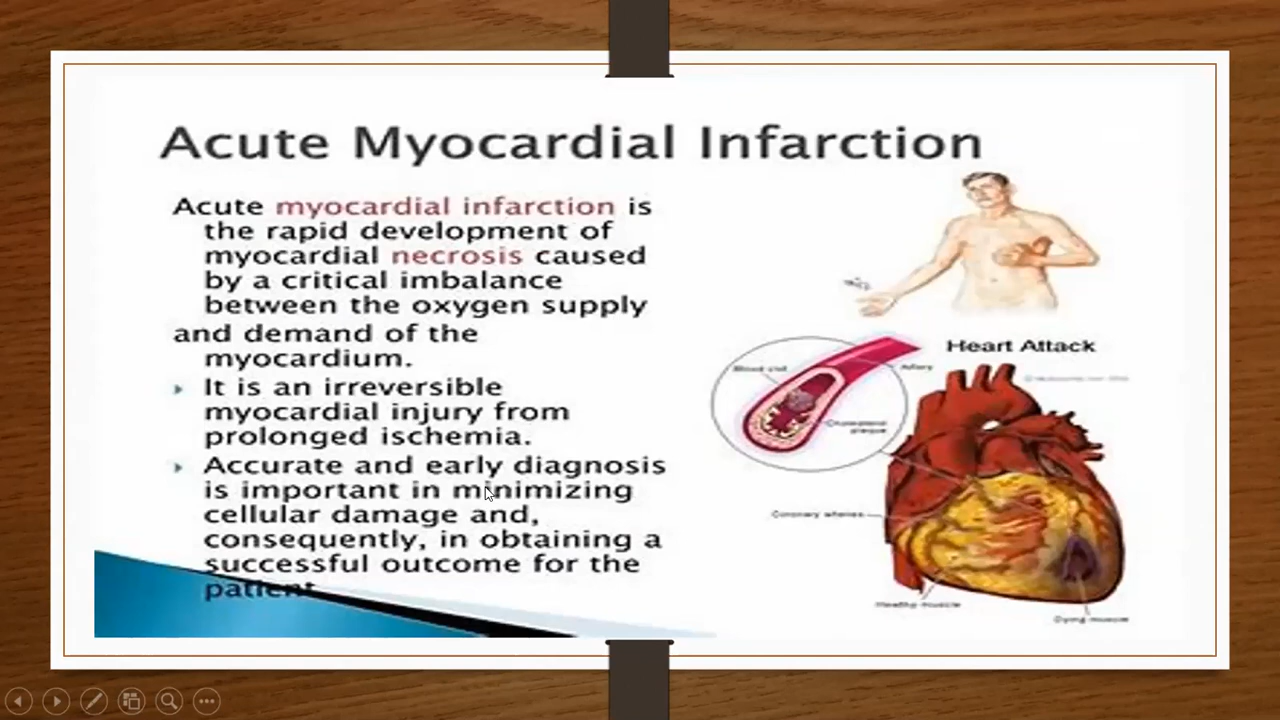 Acute Myocardial Infarction
Acute myocardial infarction is
the rapid development of
myocardial necrosis caused
by a critical imbalance
between the oxygen supply
and demand of the
myocardium.
It is an irreversible
myocardial injury from
prolonged ischemia.
Accurate and early diagnosis
is important in minimizing
cellular damage and,
consequently, in obtaining a
successful outcome for the
patient
Heart Attack
Blood clot
Artery
Cholesterol
plaque
Coronary arteries
Healthy muscle
Dying muscle